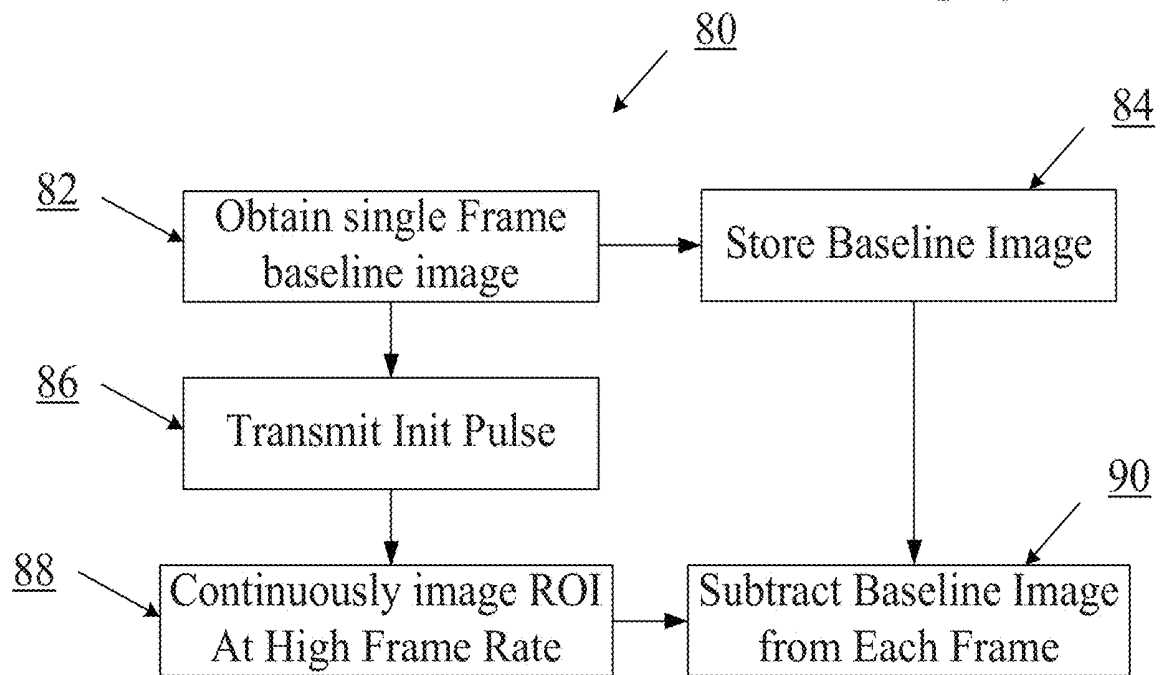 80
84
82
Obtain single Frame
baseline image
Store Baseline Image
86
Transmit Init Pulse
90
88
Continuously image ROI
At High Frame Rate
Subtract Baseline Image
from Each Frame